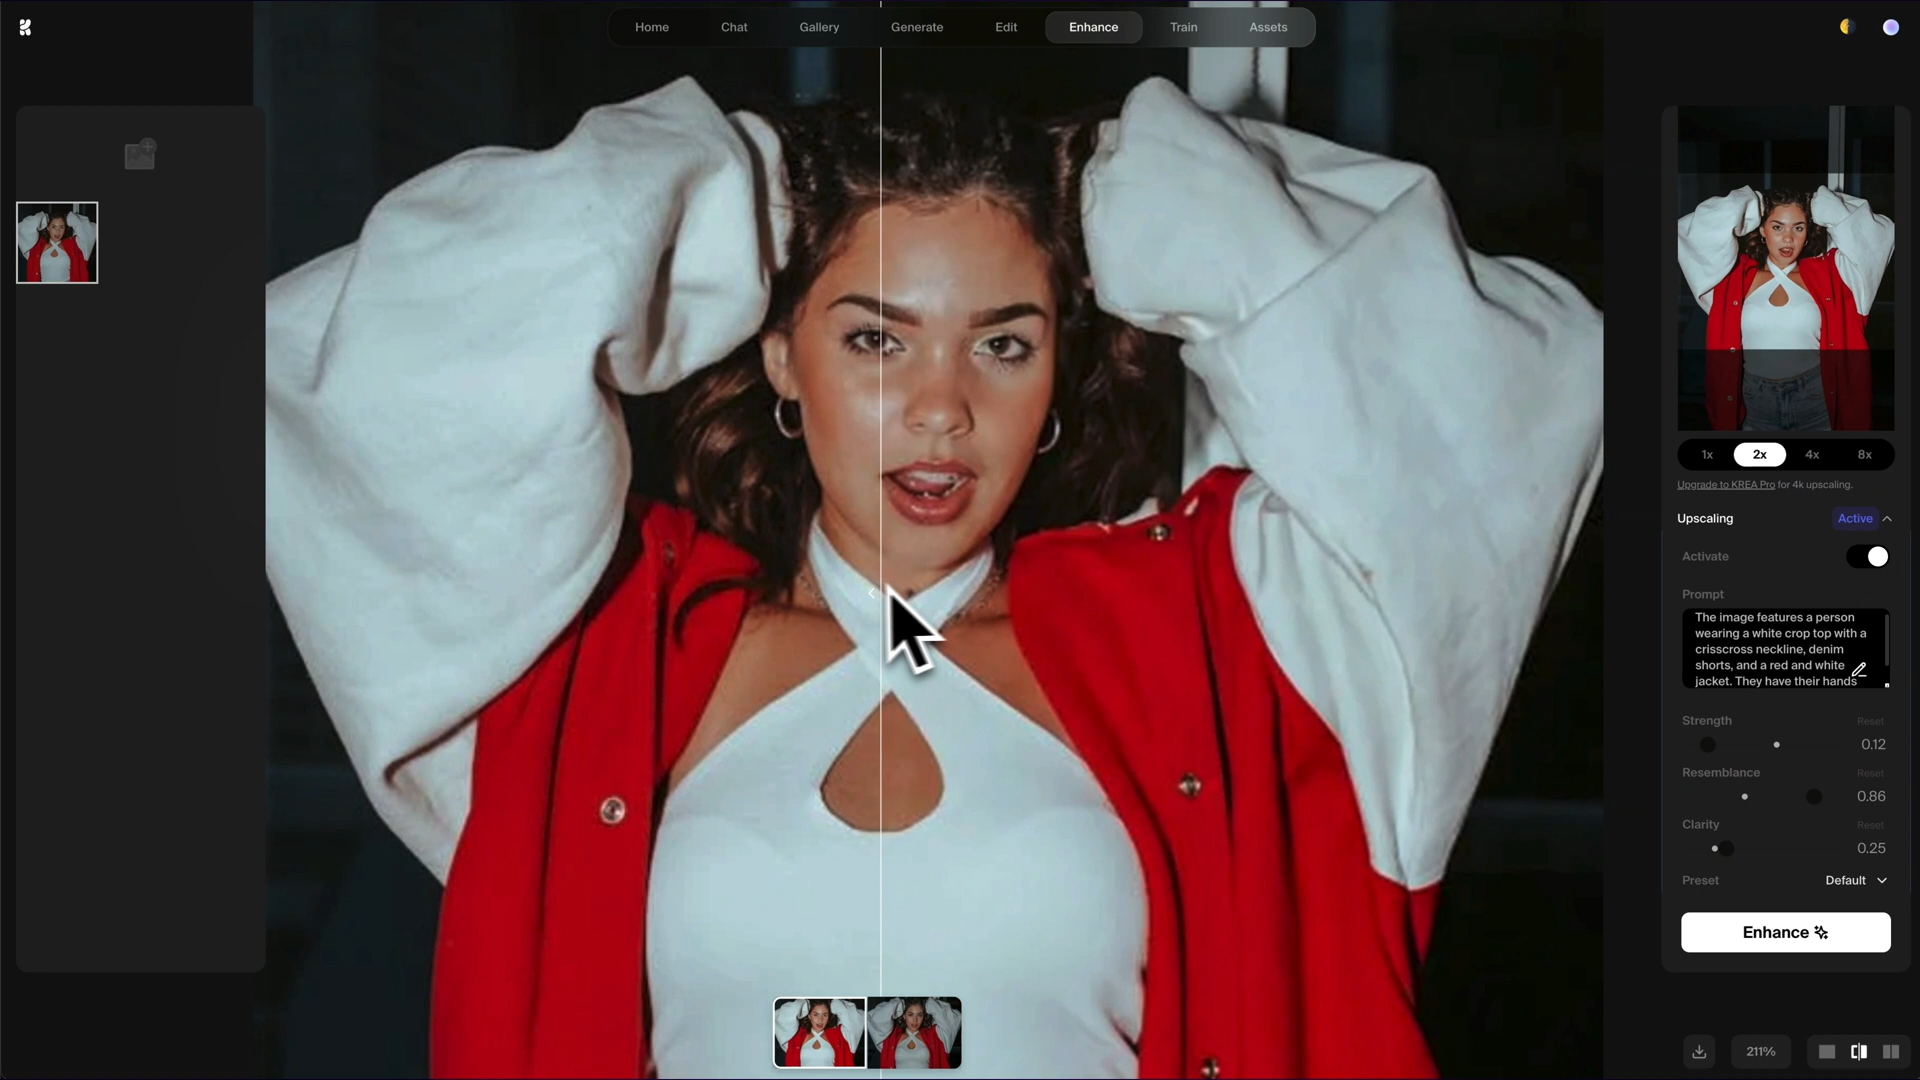 Home
Chat
Gallery
Generate
Edit
Enhance
Train
Assets
1x
2x
4x
8x
Upgrade to KREA Pro for 4k upscaling.
Upscaling
Active
Activate
Prompt
The image features a person
wearing a white crop top with a
crisscross neckline, denim
shorts, and a red and white
jacket. They have their hands
Strength
Reset
0.12
Resemblance
Reset
0.86
Clarity
Reset
0.25
Preset
Default
Enhance
211%